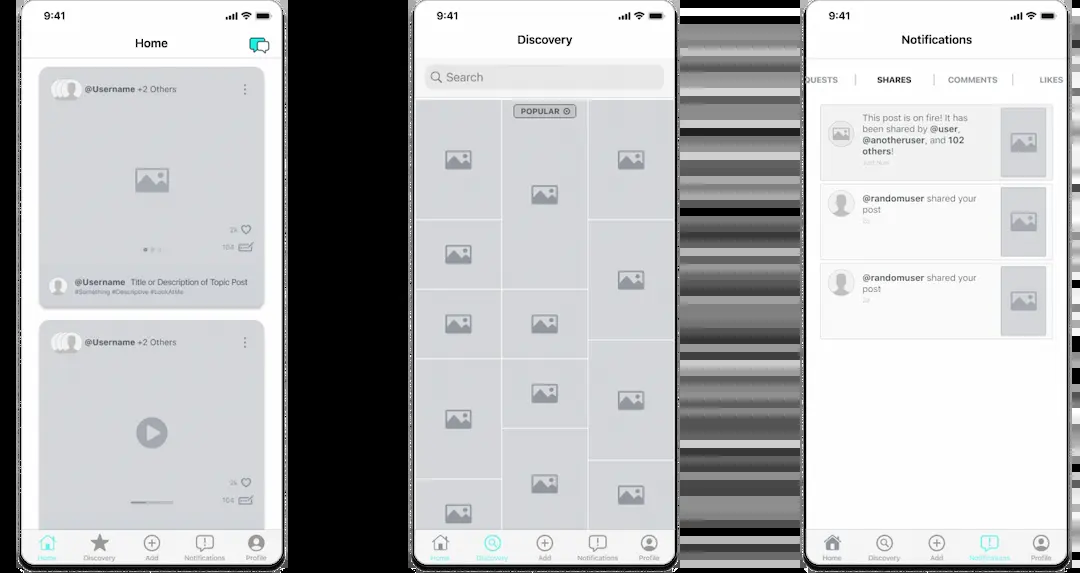 9:41
Home
@Username +2 Others
2k
104
@Username Title or Description of Topic Post
#Something #Descriptive #LookAtMe
@Username +2 Others
2k
104
Home Discovery Add Notifications Profile
9:41
Discovery
Search
POPULAR
Home Discovery Add Notifications Profile
9:41
Notifications
QUESTS SHARES COMMENTS LIKES
This post is on fire! It has
been shared by @user,
@anotheruser, and 102
others!
Just Now
@randomuser shared your
post
@randomuser shared your
post
Home Discovery Add Notifications Profile